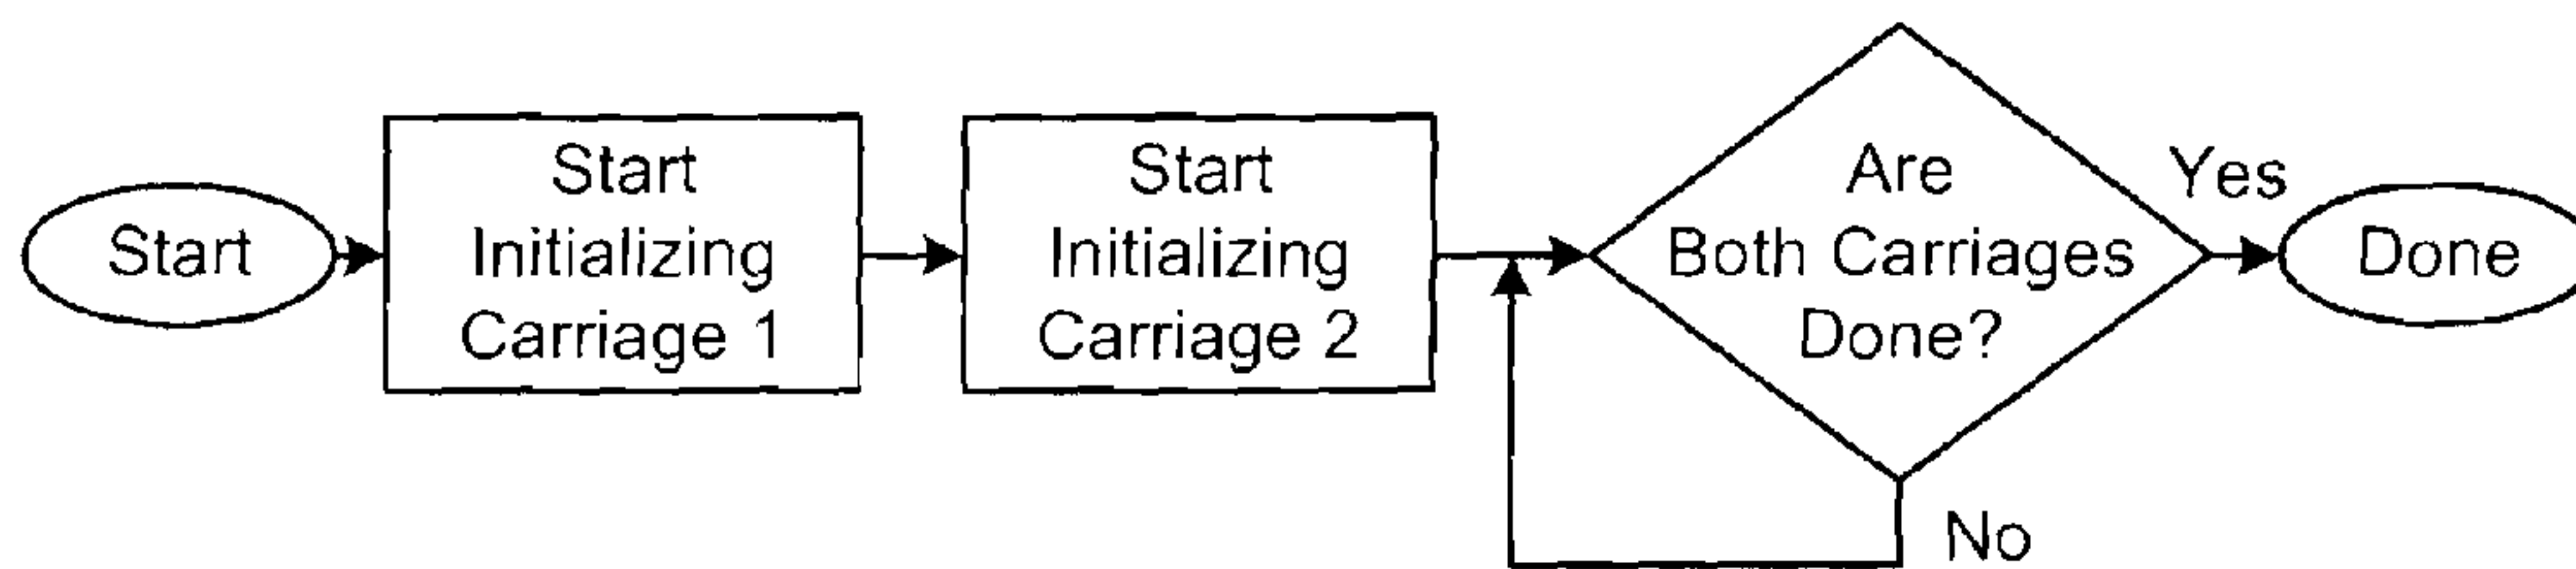 Start
Start
Initializing
Carriage 1
Start
Initializing
Carriage 2
Are
Both Carriages
Done?
Yes
No
Done